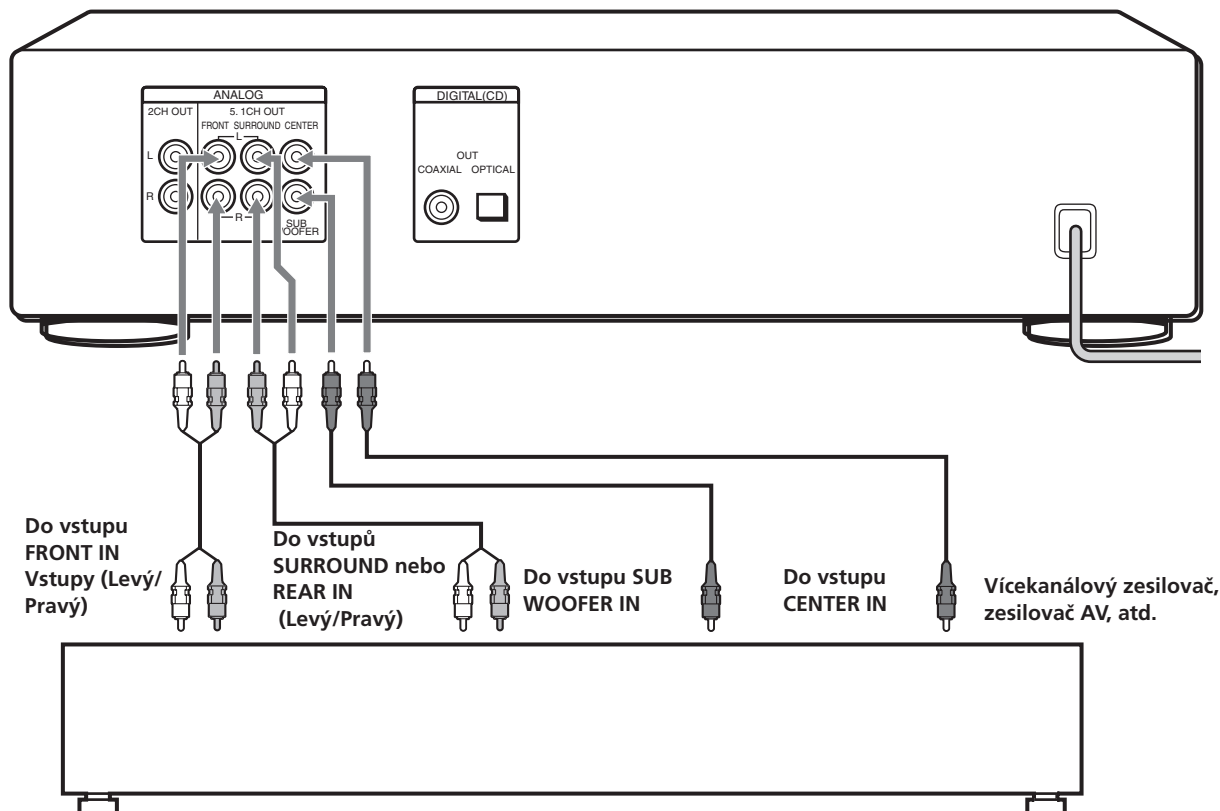 ANALOG
2CH OUT
5. 1CH OUT
FRONT SURROUND CENTER
L
L
R
R
SUB
WOOFER
DIGITAL(CD)
OUT
COAXIAL OPTICAL
Do vstupu
FRONT IN
Vstupy (Levý/
Pravý)
Do vstupů
SURROUND nebo
REAR IN
(Levý/Pravý)
Do vstupu SUB
WOOFER IN
Do vstupu
CENTER IN
Vícekanálový zesilovač,
zesilovač AV, atd.